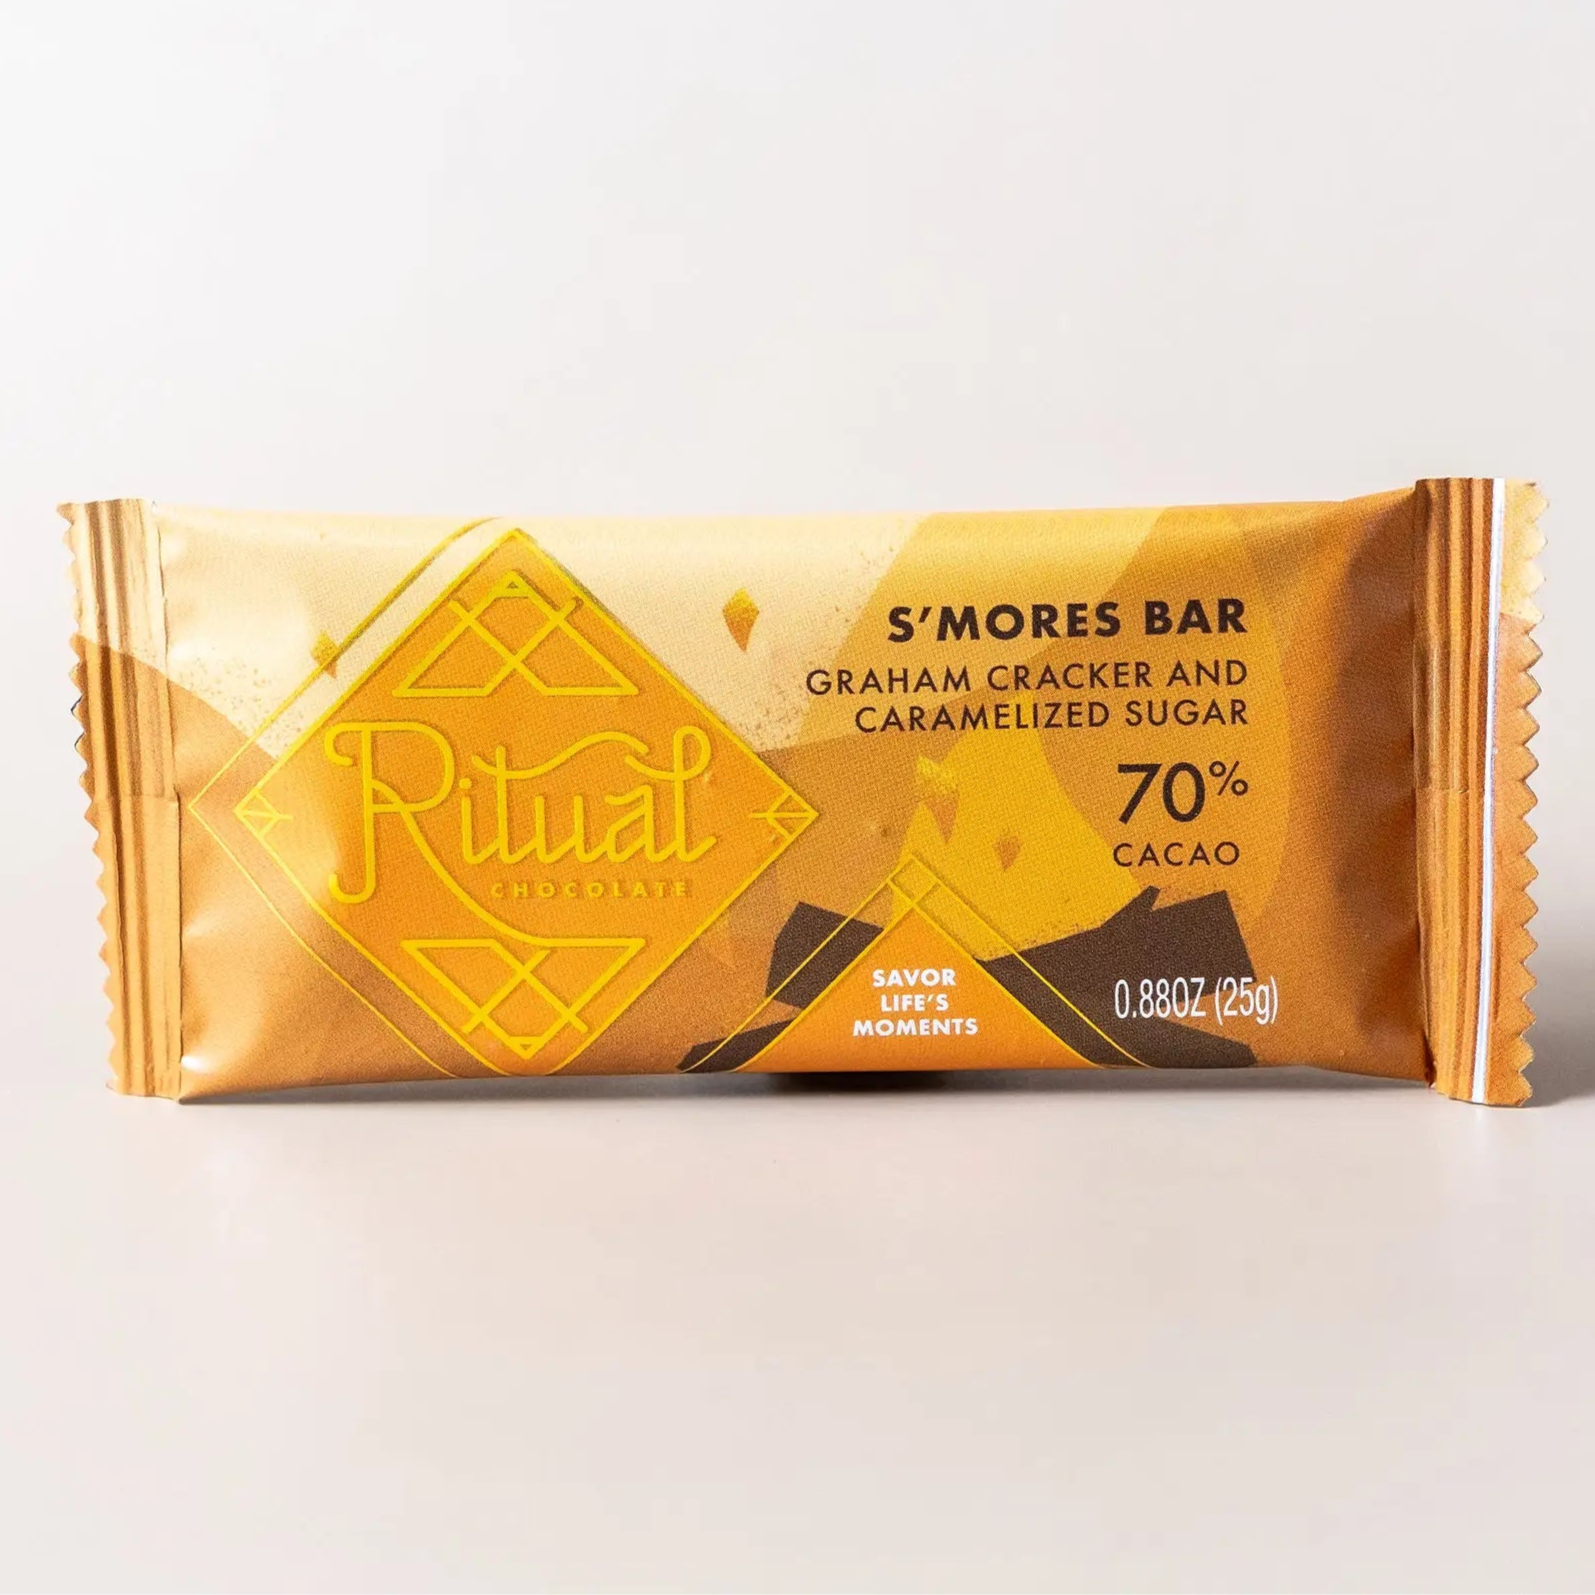 Ritual
CHOCOLATE
S'MORES BAR
GRAHAM CRACKER AND
CARAMELIZED SUGAR
70%
CACAO
SAVOR
LIFE'S
MOMENTS
0.88OZ (25g)